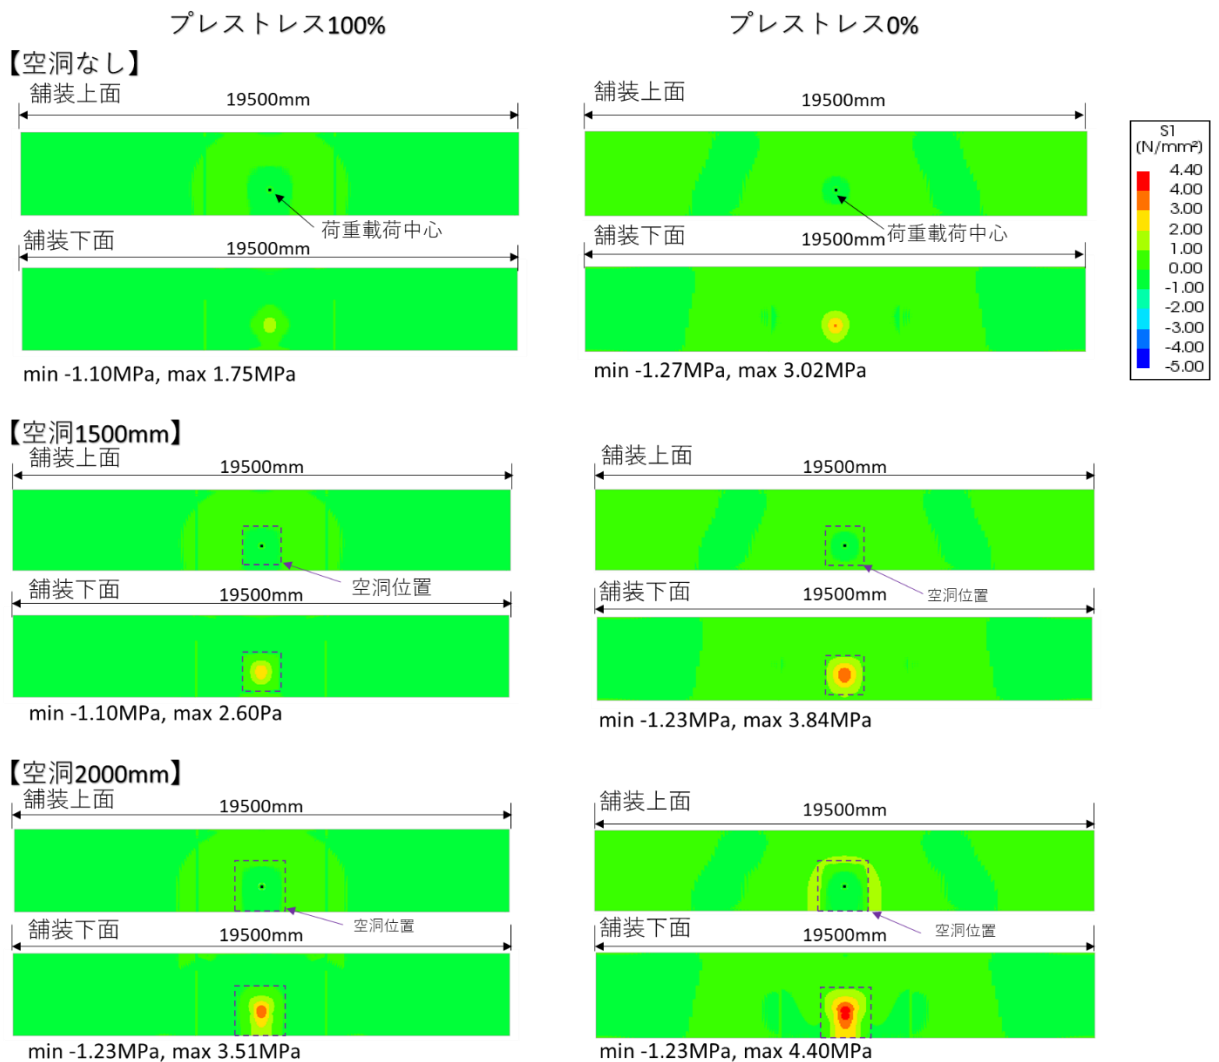 プレストレス100%
プレストレス0%
【空洞なし】
舗装上面
19500mm
荷重載荷中心
舗装下面
19500mm
min -1.10MPa, max 1.75MPa
舗装上面
19500mm
荷重載荷中心
舗装下面
19500mm
min -1.27MPa, max 3.02MPa
S1
(N/mm²)
4.40
4.00
3.00
2.00
1.00
0.00
-1.00
-2.00
-3.00
-4.00
-5.00
【空洞1500mm】
舗装上面
19500mm
空洞位置
舗装下面
19500mm
min -1.10MPa, max 2.60Pa
舗装上面
19500mm
空洞位置
舗装下面
19500mm
min -1.23MPa, max 3.84MPa
【空洞2000mm】
舗装上面
19500mm
空洞位置
舗装下面
19500mm
min -1.23MPa, max 3.51MPa
舗装上面
19500mm
空洞位置
舗装下面
19500mm
min -1.23MPa, max 4.40MPa